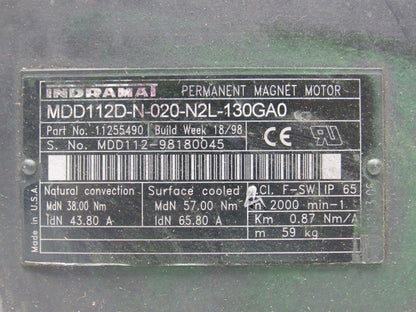 INDRAMAT PERMANENT MAGNET MOTOR
MDD112D-N-020-N2L-130GA0
Part No. 11255490 Build Week 18/98
S. No. MDD112-98180045
CE
Natural convection Surface cooled Cl. F-SW IP 65
MdN 38.00 Nm MdN 57.00 Nm n 2000 min-1
IdN 43.80 A IdN 65.80 A Km 0.87 Nm/A
m 59 kg
Made in U.S.A.